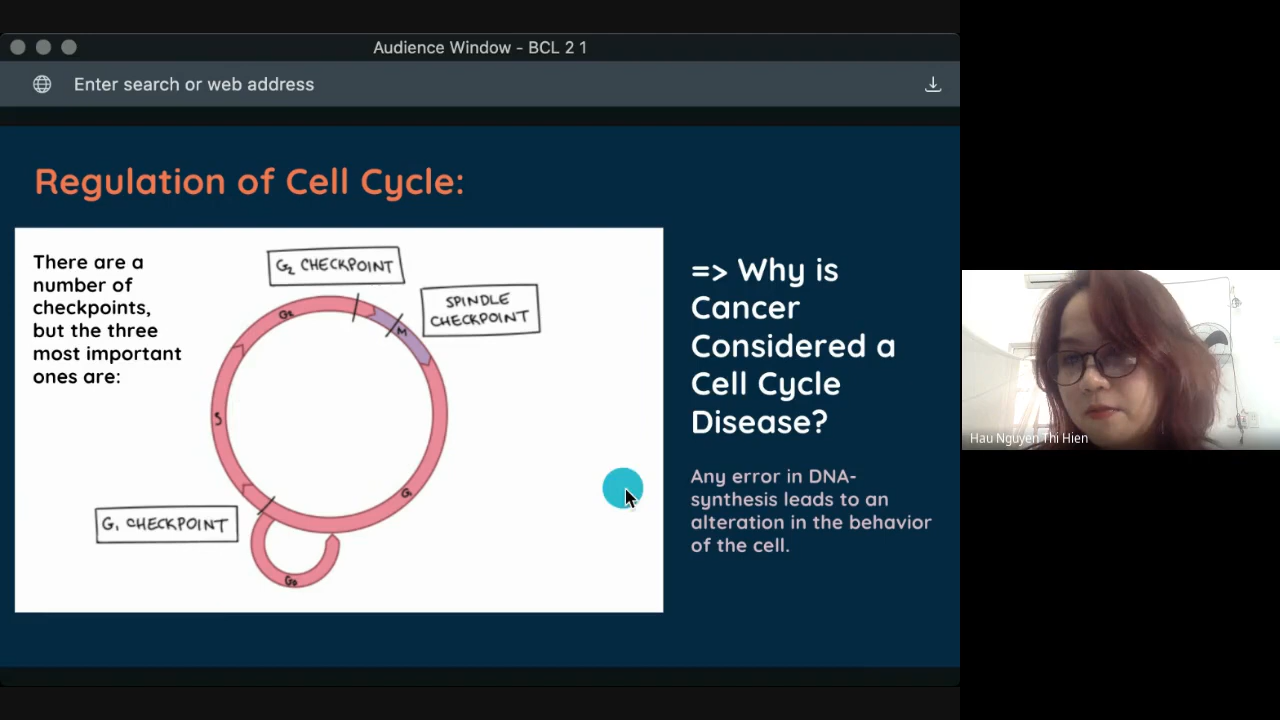 Audience Window - BCL 2 1
Enter search or web address
Regulation of Cell Cycle:
There are a
number of
checkpoints,
but the three
most important
ones are:
G₂ CHECKPOINT
SPINDLE
CHECKPOINT
G₂
M
S
G₁
G₁ CHECKPOINT
G₀
=> Why is
Cancer
Considered a
Cell Cycle
Disease?
Any error in DNA-
synthesis leads to an
alteration in the behavior
of the cell.
Hau Nguyen Thi Hien